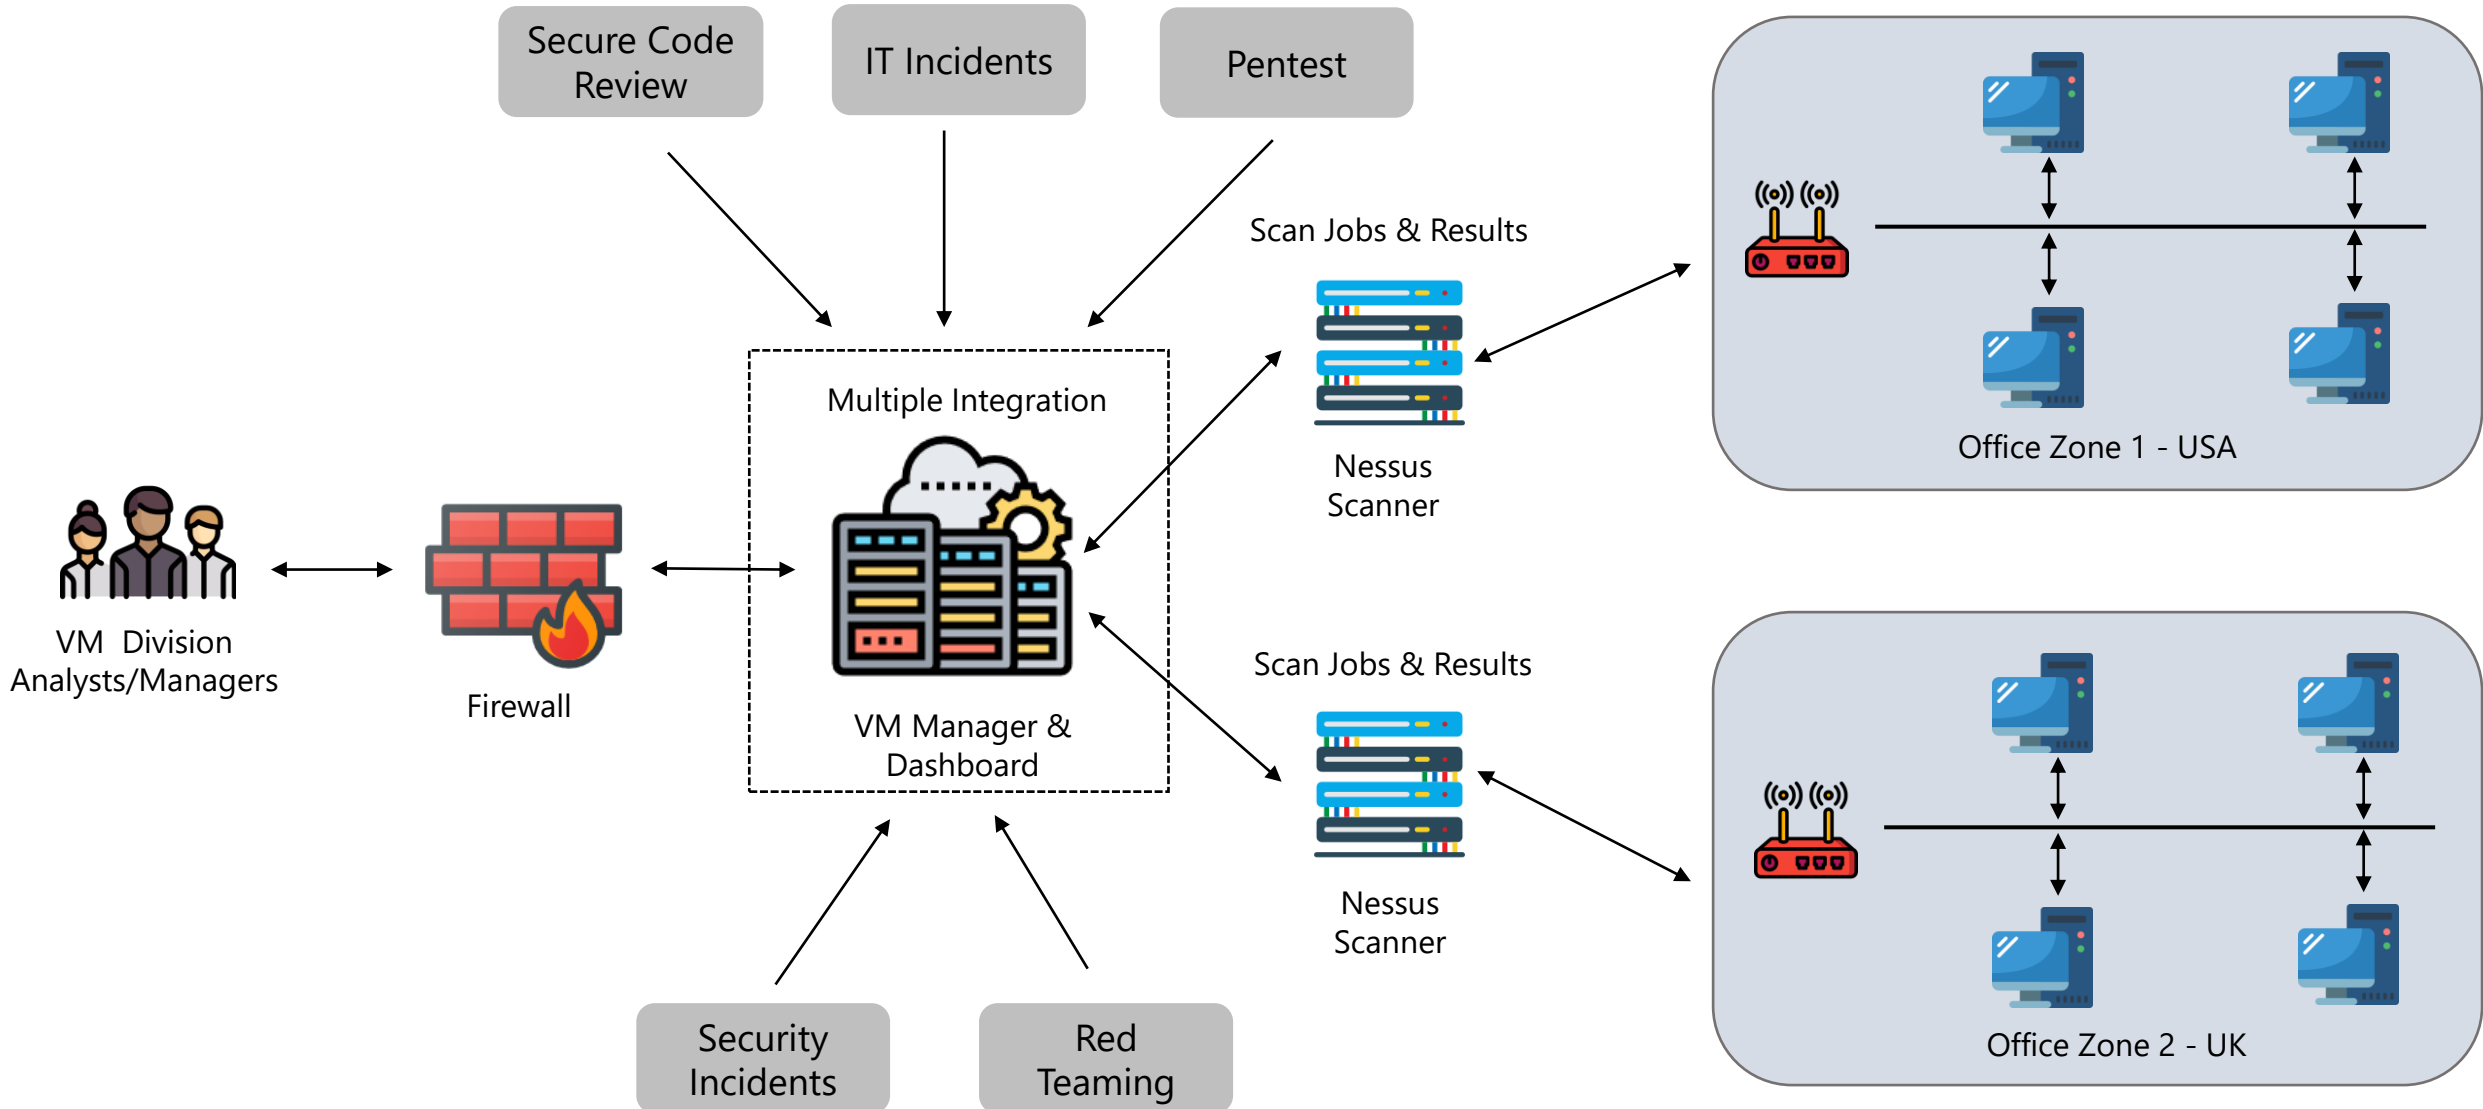 Secure Code
Review
IT Incidents
Pentest
Scan Jobs & Results
Multiple Integration
Nessus
Scanner
Office Zone 1 - USA
VM  Division
Analysts/Managers
Firewall
VM Manager &
Dashboard
Scan Jobs & Results
Nessus
Scanner
Office Zone 2 - UK
Security
Incidents
Red
Teaming